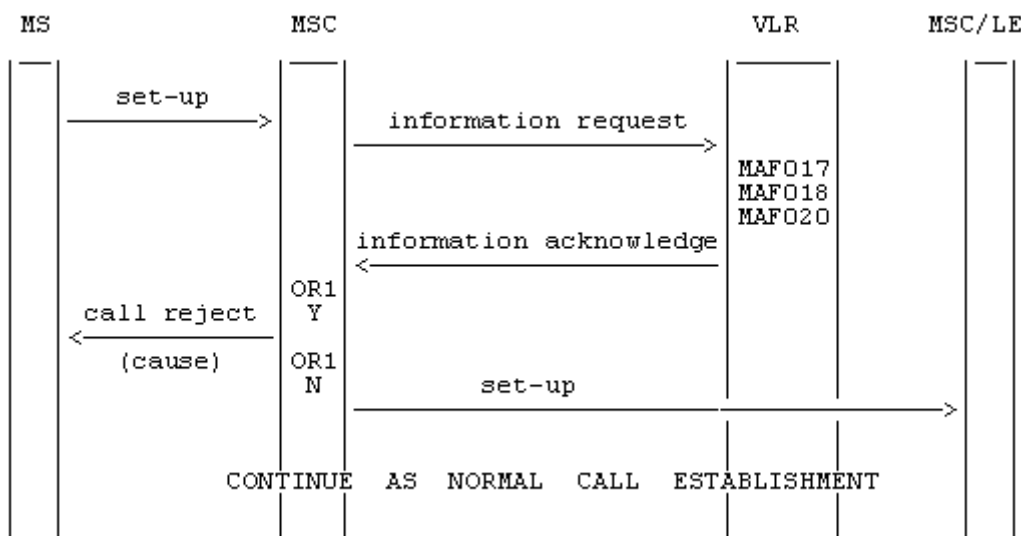 MS MSC VLR MSC/LE
set-up
information request
MAF017
MAF018
MAF020
information acknowledge
OR1
Y
call reject
(cause)
OR1
N
set-up
CONTINUE AS NORMAL CALL ESTABLISHMENT